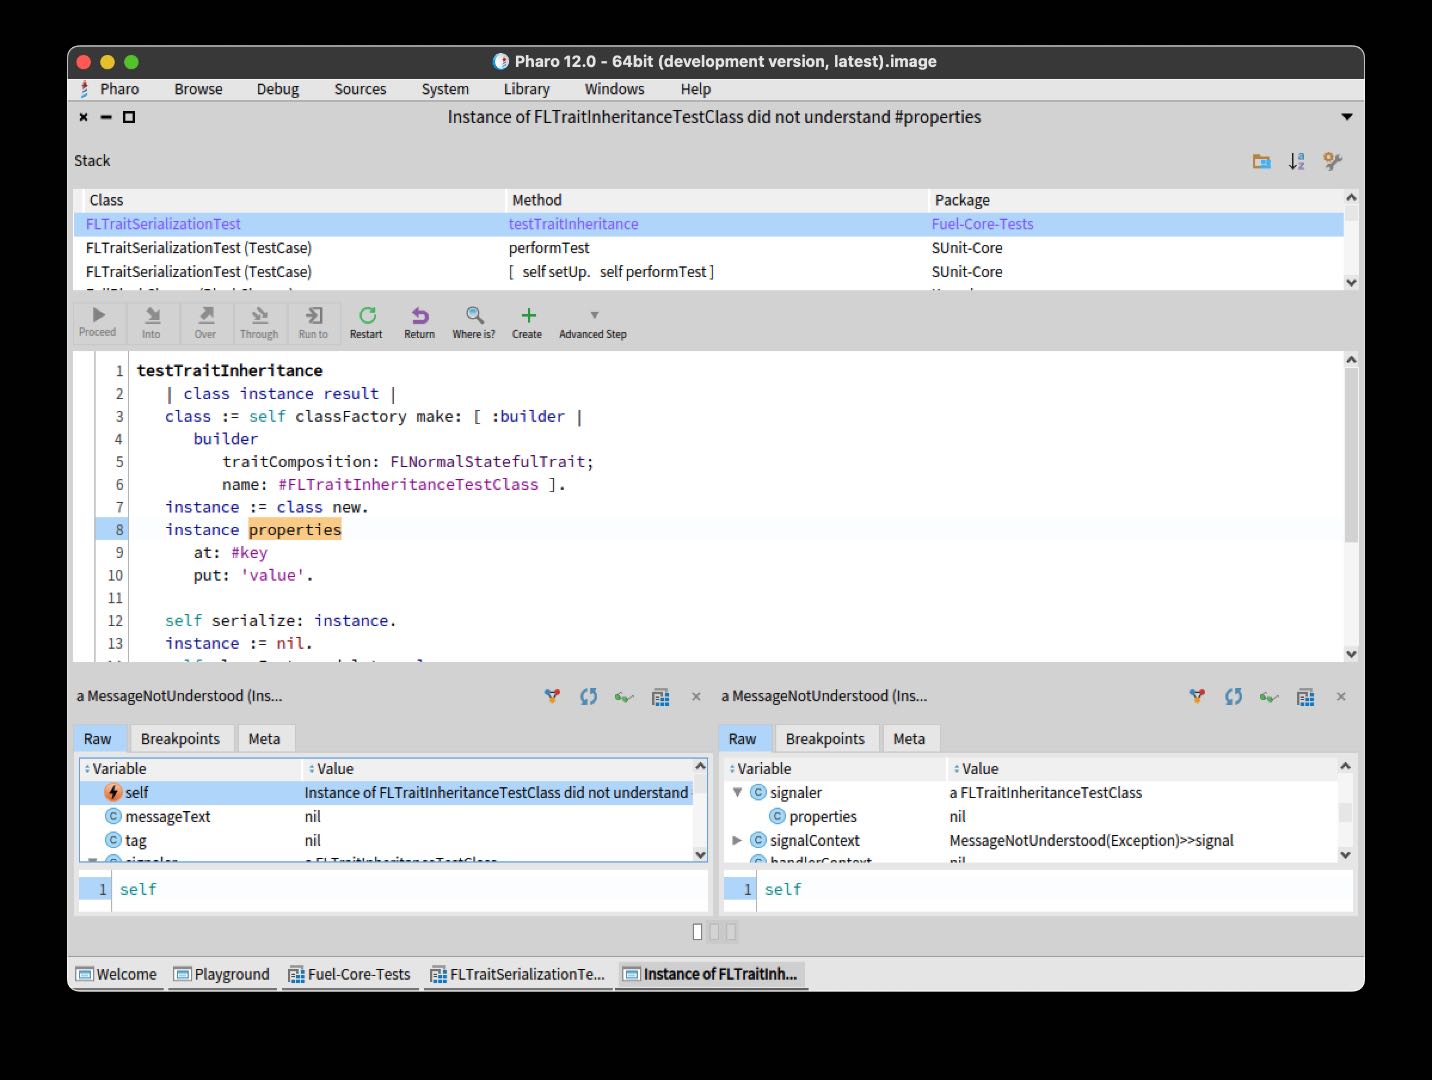 Pharo 12.0 - 64bit (development version, latest).image
Pharo Browse Debug Sources System Library Windows Help
Instance of FLTraitInheritanceTestClass did not understand #properties
Stack
Class Method Package
FLTraitSerializationTest testTraitInheritance Fuel-Core-Tests
FLTraitSerializationTest (TestCase) performTest SUnit-Core
FLTraitSerializationTest (TestCase) [ self setUp. self performTest ] SUnit-Core
Proceed Into Over Through Run to Restart Return Where is? Create Advanced Step
1 testTraitInheritance
2 | class instance result |
3 class := self classFactory make: [ :builder |
4 builder
5 traitComposition: FLNormalStatefulTrait;
6 name: #FLTraitInheritanceTestClass ].
7 instance := class new.
8 instance properties
9 at: #key
10 put: 'value'.
11
12 self serialize: instance.
13 instance := nil.
a MessageNotUnderstood (Ins...
Raw Breakpoints Meta
Variable Value
self Instance of FLTraitInheritanceTestClass did not understand
messageText nil
tag nil
signaler a FLTraitInheritanceTestClass
1 self
a MessageNotUnderstood (Ins...
Raw Breakpoints Meta
Variable Value
signaler a FLTraitInheritanceTestClass
properties nil
signalContext MessageNotUnderstood(Exception)>>signal
handlerContext nil
1 self
Welcome Playground Fuel-Core-Tests FLTraitSerializationTe... Instance of FLTraitInh...